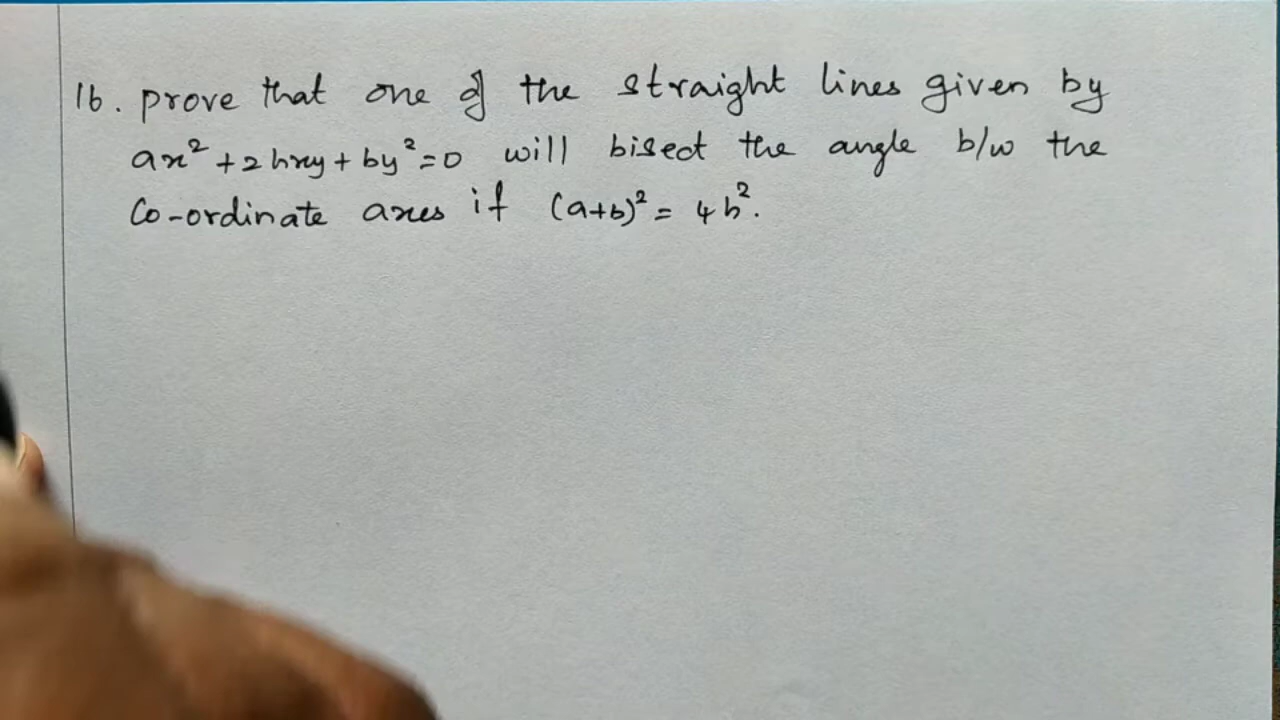 16. prove that one of the straight lines given by
ax²+2hxy+by²=0 will bisect the angle b/w the
Co-ordinate axes if (a+b)²= 4h².